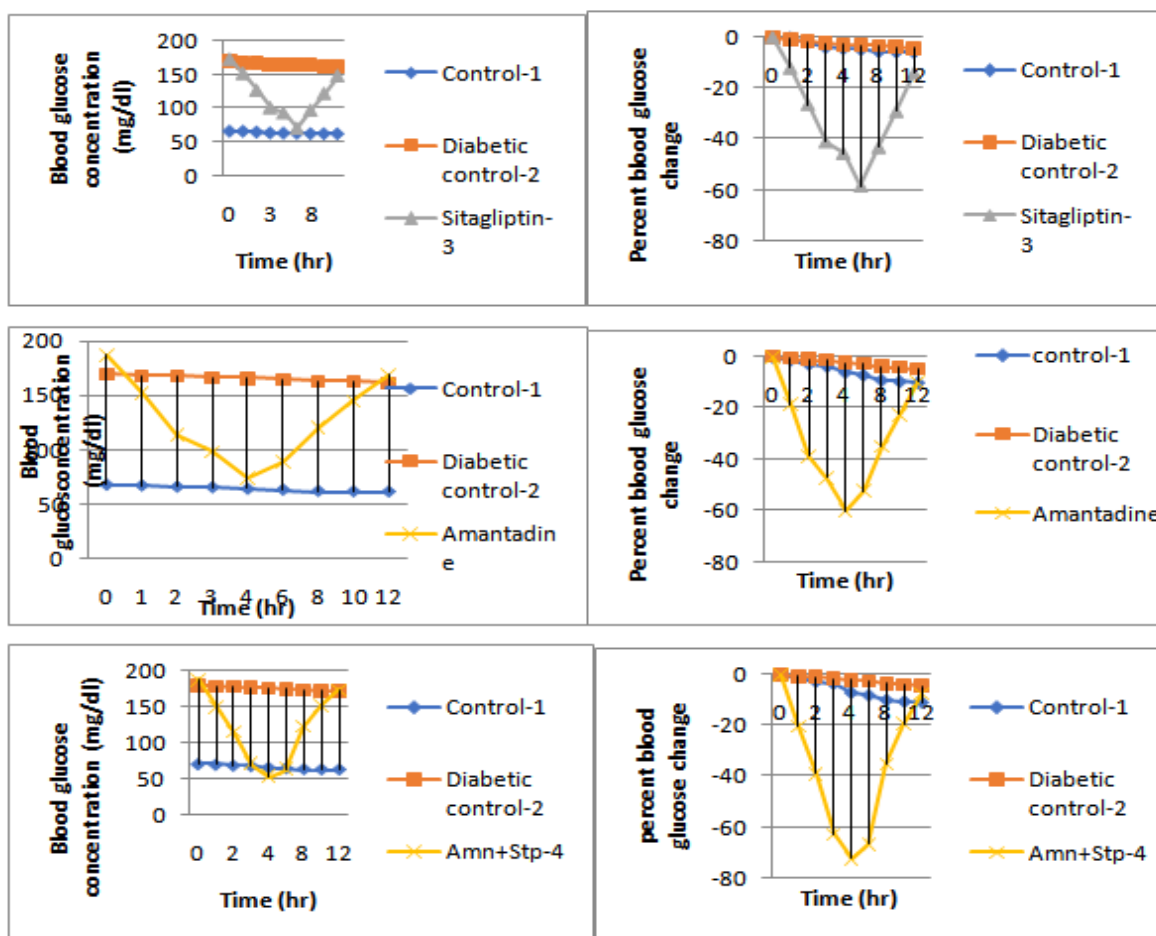 Blood glucose
concentration
(mg/dl)
200
150
100
50
0
0 3 8
Time (hr)
Control-1
Diabetic
control-2
Sitagliptin-
3
Percent blood glucose
change
0
-20
-40
-60
-80
0 2 4 8 12
Time (hr)
Control-1
Diabetic
control-2
Sitagliptin-
3
Blood
glucoseconcentration
(mg/dl)
200
150
100
50
0
0 1 2 3 4 6 8 10 12
Time (hr)
Control-1
Diabetic
control-2
Amantadin
e
Percent blood glucose
change
0
-20
-40
-60
-80
0 2 4 8 12
Time (hr)
control-1
Diabetic
control-2
Amantadine
Blood glucose
concentration (mg/dl)
200
150
100
50
0
0 2 4 8 12
Time (hr)
Control-1
Diabetic
control-2
Amn+Stp-4
percent blood
glucose change
0
-20
-40
-60
-80
0 2 4 8 12
Time (hr)
Control-1
Diabetic
control-2
Amn+Stp-4